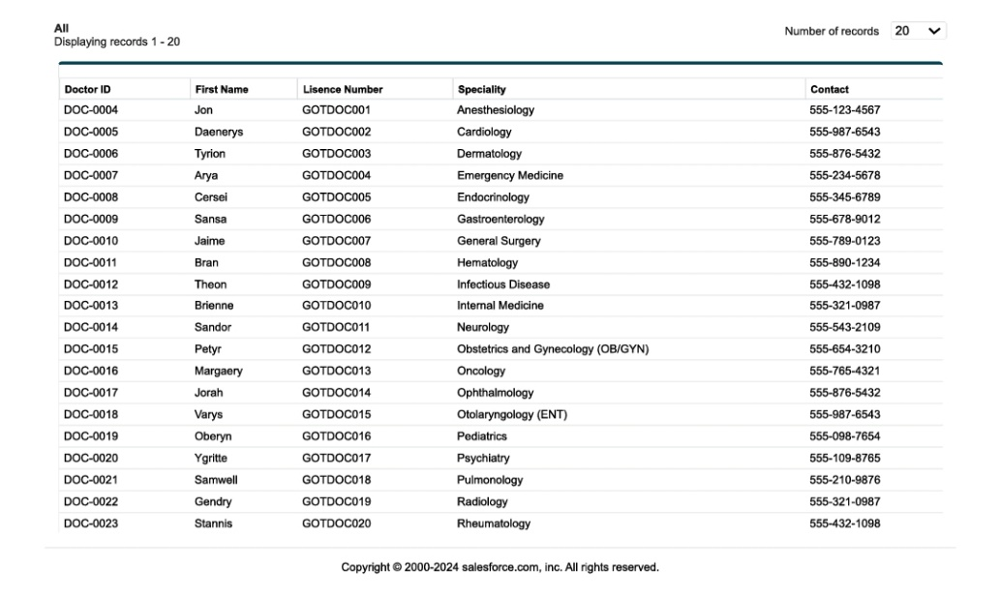 All
Number of records 20
Displaying records 1 - 20
Doctor ID First Name Lisence Number Speciality Contact
DOC-0004 Jon GOTDOC001 Anesthesiology 555-123-4567
DOC-0005 Daenerys GOTDOC002 Cardiology 555-987-6543
DOC-0006 Tyrion GOTDOC003 Dermatology 555-876-5432
DOC-0007 Arya GOTDOC004 Emergency Medicine 555-234-5678
DOC-0008 Cersei GOTDOC005 Endocrinology 555-345-6789
DOC-0009 Sansa GOTDOC006 Gastroenterology 555-678-9012
DOC-0010 Jaime GOTDOC007 General Surgery 555-789-0123
DOC-0011 Bran GOTDOC008 Hematology 555-890-1234
DOC-0012 Theon GOTDOC009 Infectious Disease 555-432-1098
DOC-0013 Brienne GOTDOC010 Internal Medicine 555-321-0987
DOC-0014 Sandor GOTDOC011 Neurology 555-543-2109
DOC-0015 Petyr GOTDOC012 Obstetrics and Gynecology (OB/GYN) 555-654-3210
DOC-0016 Margaery GOTDOC013 Oncology 555-765-4321
DOC-0017 Jorah GOTDOC014 Ophthalmology 555-876-5432
DOC-0018 Varys GOTDOC015 Otolaryngology (ENT) 555-987-6543
DOC-0019 Oberyn GOTDOC016 Pediatrics 555-098-7654
DOC-0020 Ygritte GOTDOC017 Psychiatry 555-109-8765
DOC-0021 Samwell GOTDOC018 Pulmonology 555-210-9876
DOC-0022 Gendry GOTDOC019 Radiology 555-321-0987
DOC-0023 Stannis GOTDOC020 Rheumatology 555-432-1098
Copyright © 2000-2024 salesforce.com, inc. All rights reserved.